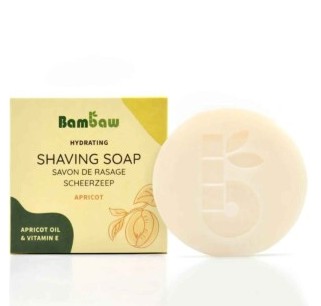 Bambaw
HYDRATING
SHAVING SOAP
SAVON DE RASAGE
SCHEERZEEP
APRICOT
APRICOT OIL
& VITAMIN E